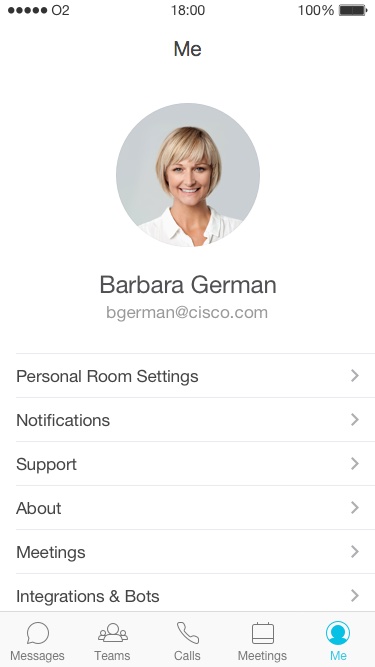 O2 18:00 100%
Me
Barbara German
bgerman@cisco.com
Personal Room Settings
Notifications
Support
About
Meetings
Integrations & Bots
Messages Teams Calls Meetings Me